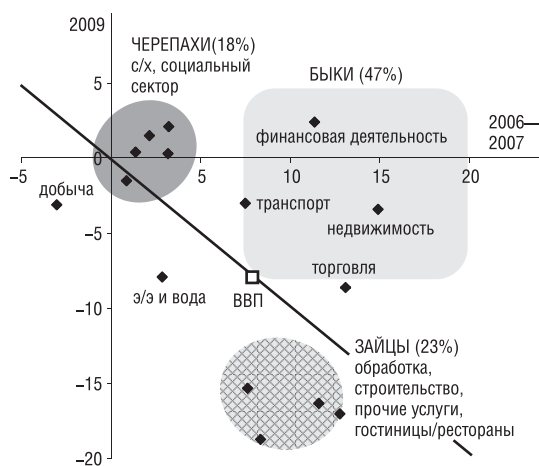 2009
ЧЕРЕПАХИ(18%)
с/х, социальный
сектор
БЫКИ (47%)
5
финансовая деятельность
2006—
2007
–5
0
5
10
15
20
добыча
транспорт
недвижимость
–5
торговля
э/э и вода
ВВП
–10
ЗАЙЦЫ (23%)
обработка,
строительство,
прочие услуги,
гостиницы/рестораны
–15
–20